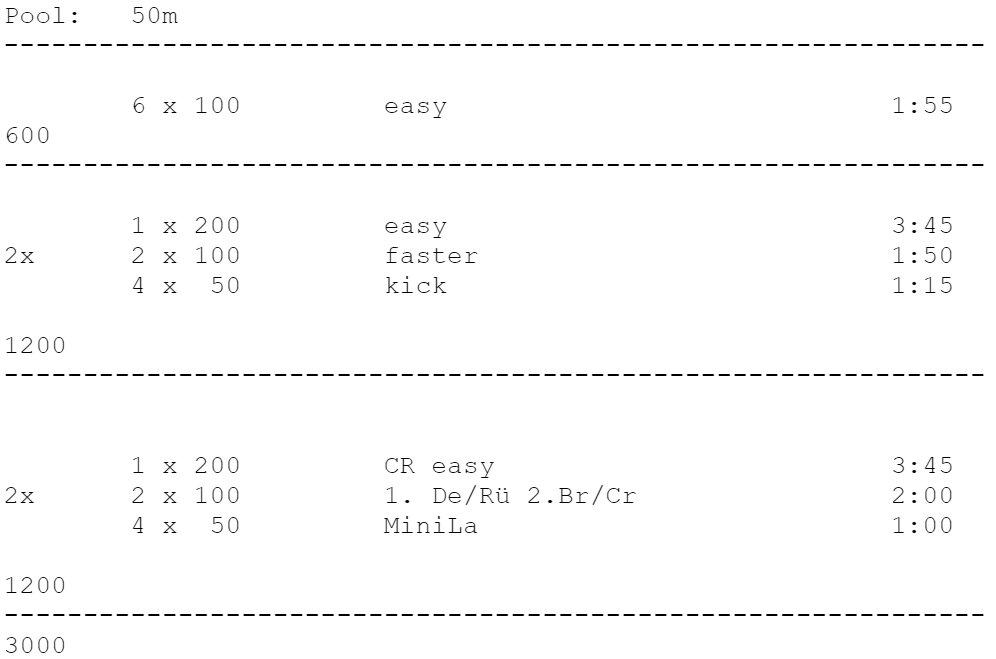 Pool:   50m
---------------------------------------------------------------
        6 x 100         easy                            1:55
600
---------------------------------------------------------------
        1 x 200         easy                            3:45
2x      2 x 100         faster                          1:50
        4 x  50         kick                            1:15
1200
---------------------------------------------------------------
        1 x 200         CR easy                         3:45
2x      2 x 100         1. De/Rü 2.Br/Cr                2:00
        4 x  50         MiniLa                          1:00
1200
---------------------------------------------------------------
3000